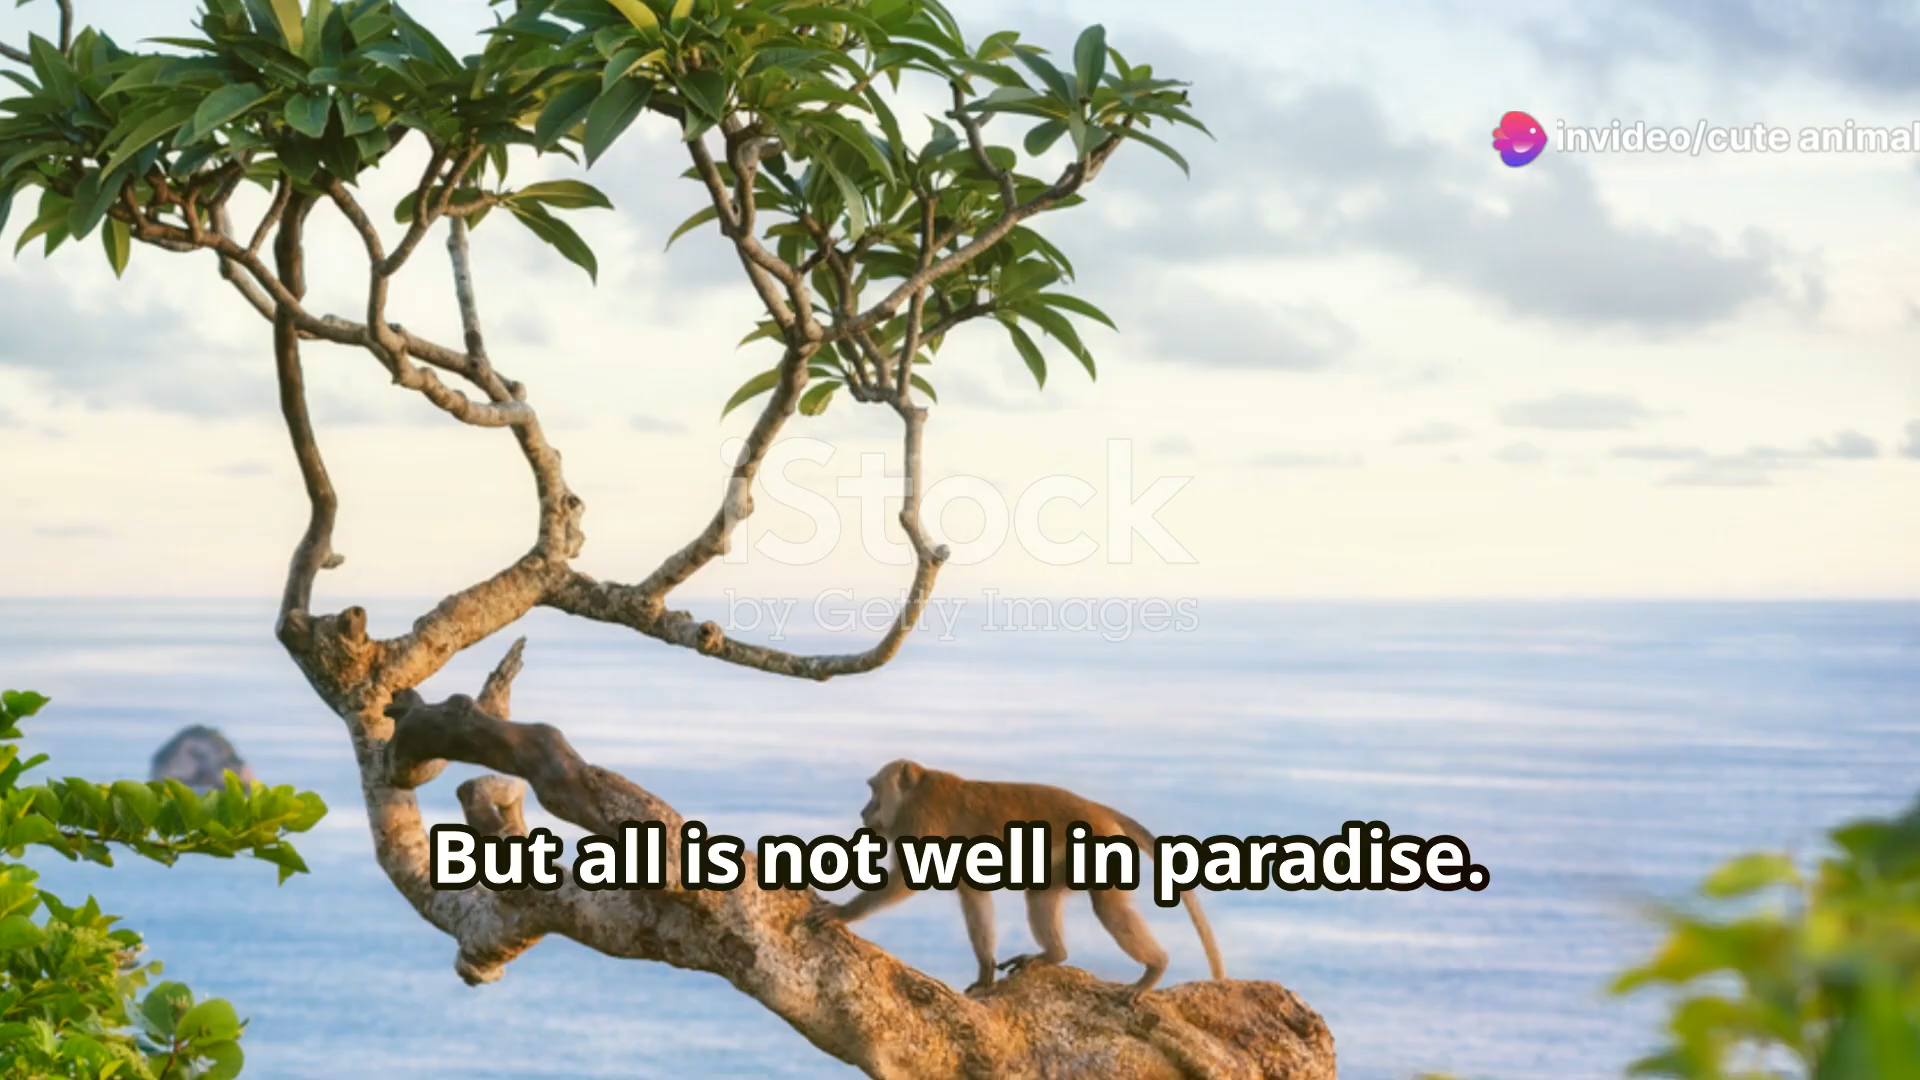 invideo/cute animal
iStock
by Getty Images
But all is not well in paradise.